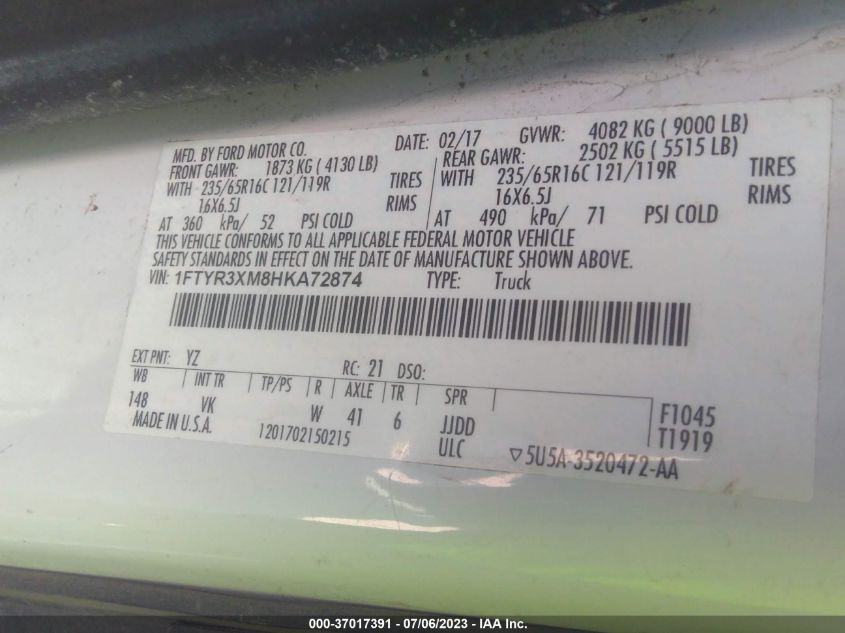 MFD. BY FORD MOTOR CO. DATE: 02/17 GVWR: 4082 KG ( 9000 LB)
FRONT GAWR: 1873 KG ( 4130 LB) REAR GAWR: 2502 KG ( 5515 LB)
WITH 235/65R16C 121/119R TIRES WITH 235/65R16C 121/119R TIRES
16X6.5J RIMS 16X6.5J RIMS
AT 360 kPa/ 52 PSI COLD AT 490 kPa/ 71 PSI COLD
THIS VEHICLE CONFORMS TO ALL APPLICABLE FEDERAL MOTOR VEHICLE
SAFETY STANDARDS IN EFFECT ON THE DATE OF MANUFACTURE SHOWN ABOVE.
VIN: 1FTYR3XM8HKA72874 TYPE: Truck
EXT PNT: YZ RC: 21 DSO:
WB INT TR TP/PS R AXLE TR SPR
148 VK W 41 6 JJDD F1045
MADE IN U.S.A. 1201702150215 ULC T1919
▽5U5A-3520472-AA
000-37017391 - 07/06/2023 - IAA Inc.